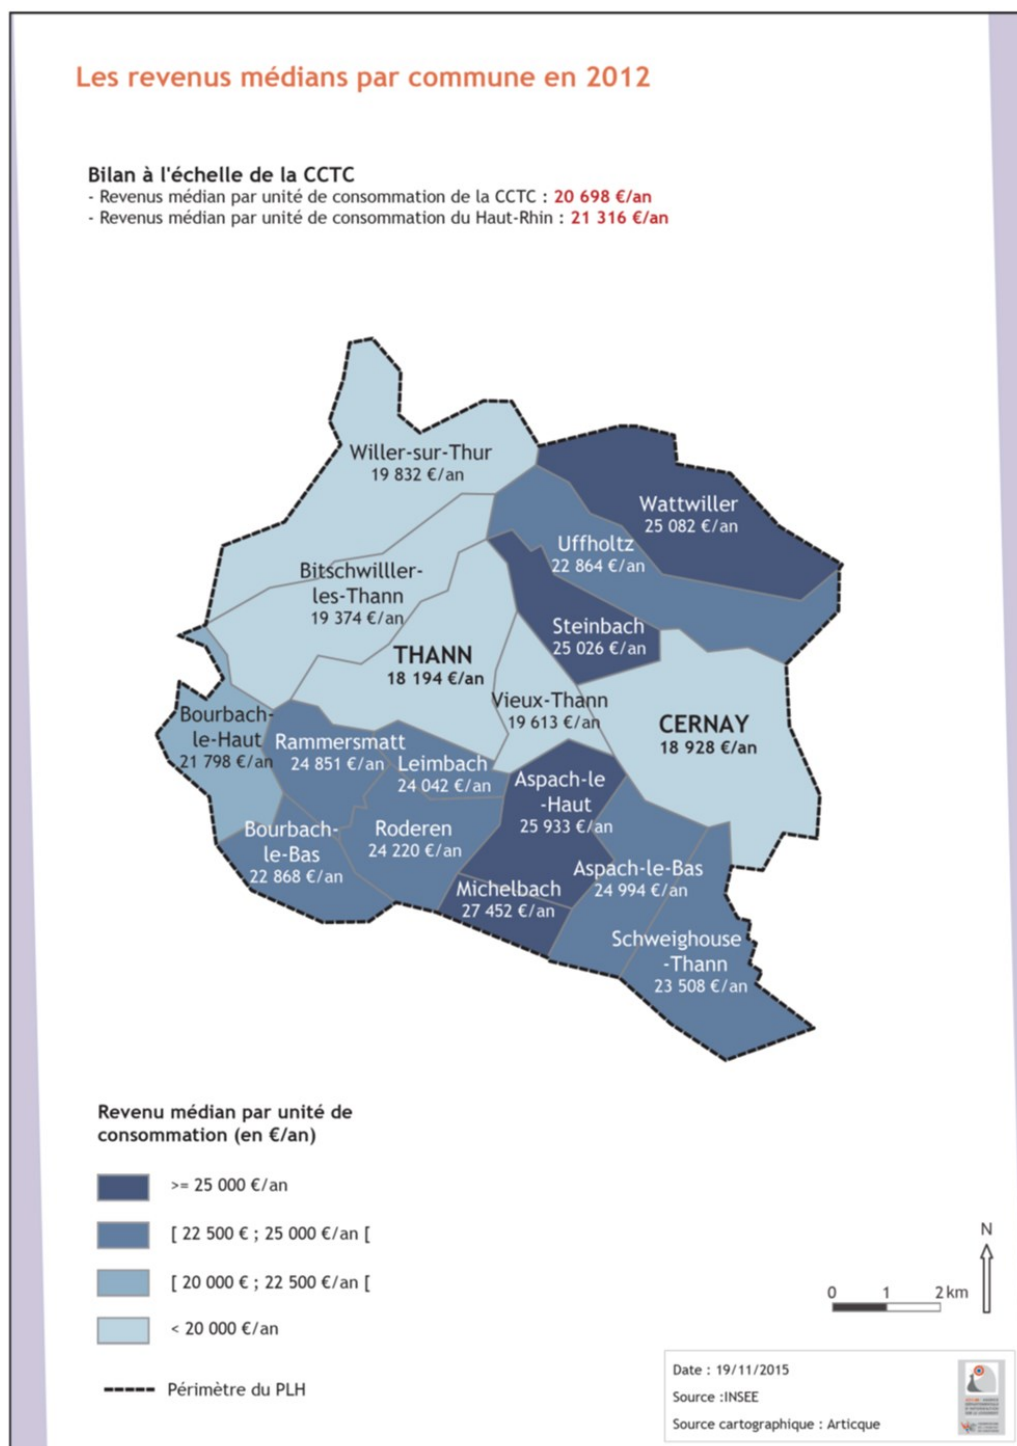 Les revenus médians par commune en 2012
Bilan à l'échelle de la CCTC
- Revenus médian par unité de consommation de la CCTC : 20 698 €/an
- Revenus médian par unité de consommation du Haut-Rhin : 21 316 €/an
Willer-sur-Thur
19 832 €/an
Wattwiller
25 082 €/an
Uffholtz
22 864 €/an
Bitschwilller-
les-Thann
19 374 €/an
Steinbach
25 026 €/an
THANN
18 194 €/an
Vieux-Thann
19 613 €/an
CERNAY
18 928 €/an
Bourbach-
le-Haut
21 798 €/an
Rammersmatt
24 851 €/an
Leimbach
24 042 €/an
Aspach-le
-Haut
25 933 €/an
Bourbach-
le-Bas
22 868 €/an
Roderen
24 220 €/an
Aspach-le-Bas
24 994 €/an
Michelbach
27 452 €/an
Schweighouse
-Thann
23 508 €/an
Revenu médian par unité de
consommation (en €/an)
>= 25 000 €/an
[ 22 500 € ; 25 000 €/an [
[ 20 000 € ; 22 500 €/an [
< 20 000 €/an
Périmètre du PLH
N
0 1 2 km
Date : 19/11/2015
Source :INSEE
Source cartographique : Articque